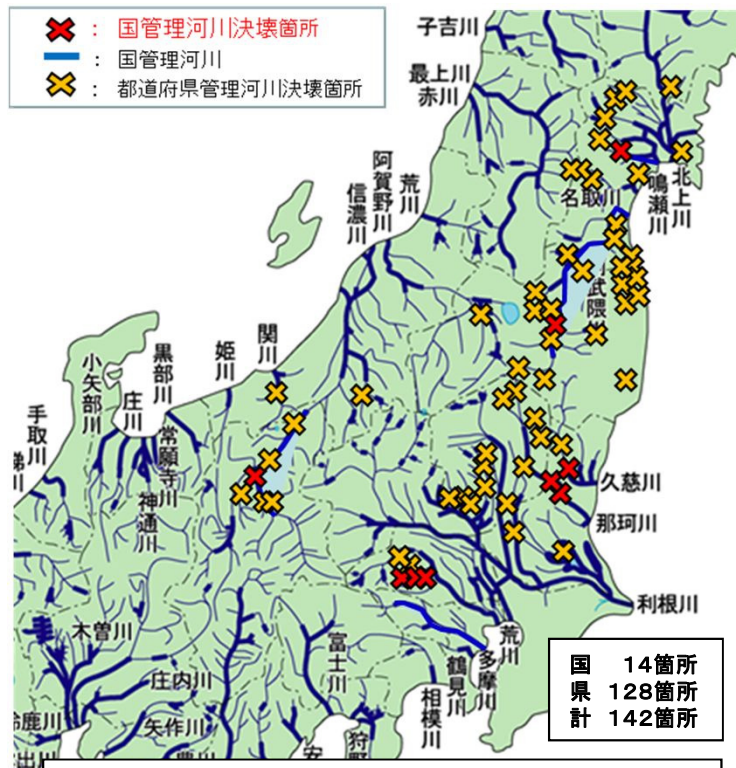 : 国管理河川決壊箇所
: 国管理河川
: 都道府県管理河川決壊箇所
子吉川
最上川
赤川
荒川
阿賀野川
信濃川
名取川
鳴瀬川
北上川
武隈
関川
姫川
黒部川
小矢部川
庄川
常願寺川
神通川
手取川
川
久慈川
那珂川
利根川
荒川
多摩川
鶴見川
相模川
富士川
木曽川
庄内川
矢作川
鈴鹿川
国 14箇所
県 128箇所
計 142箇所